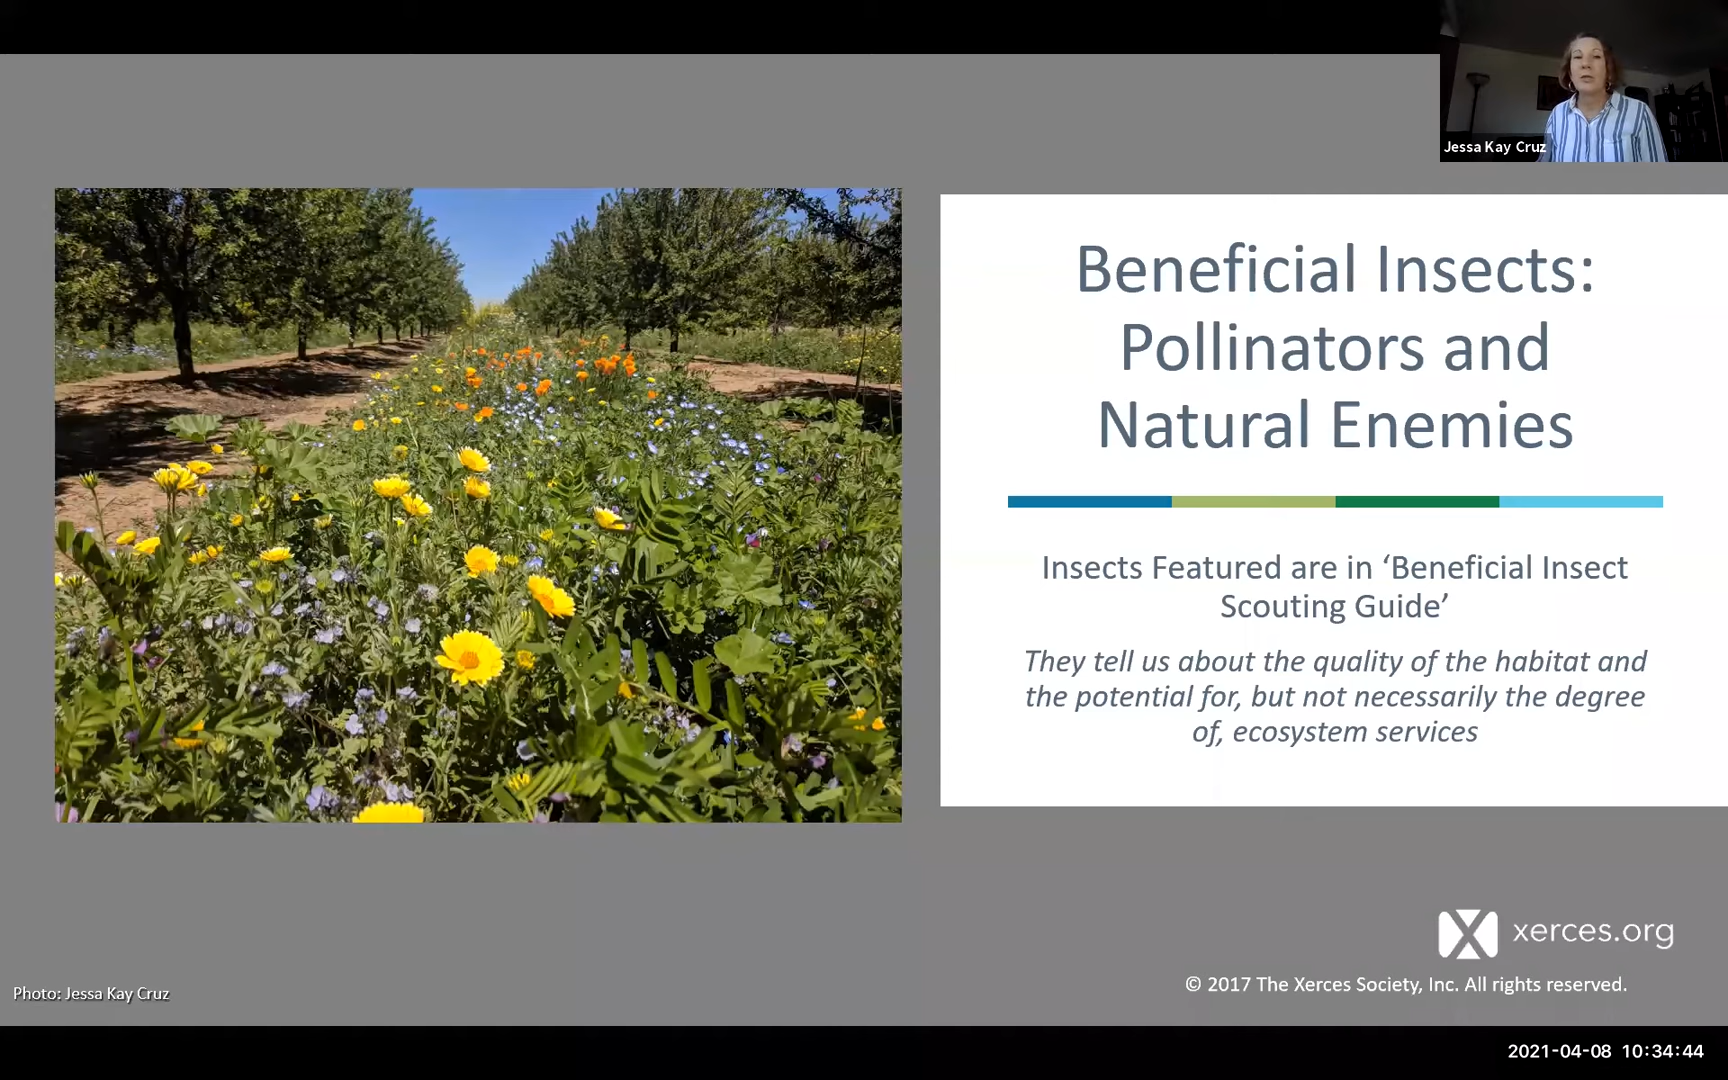 Jessa Kay Cruz
Beneficial Insects:
Pollinators and
Natural Enemies
Insects Featured are in ‘Beneficial Insect
Scouting Guide’
They tell us about the quality of the habitat and
the potential for, but not necessarily the degree
of, ecosystem services
xerces.org
© 2017 The Xerces Society, Inc. All rights reserved.
Photo: Jessa Kay Cruz
2021-04-08 10:34:44